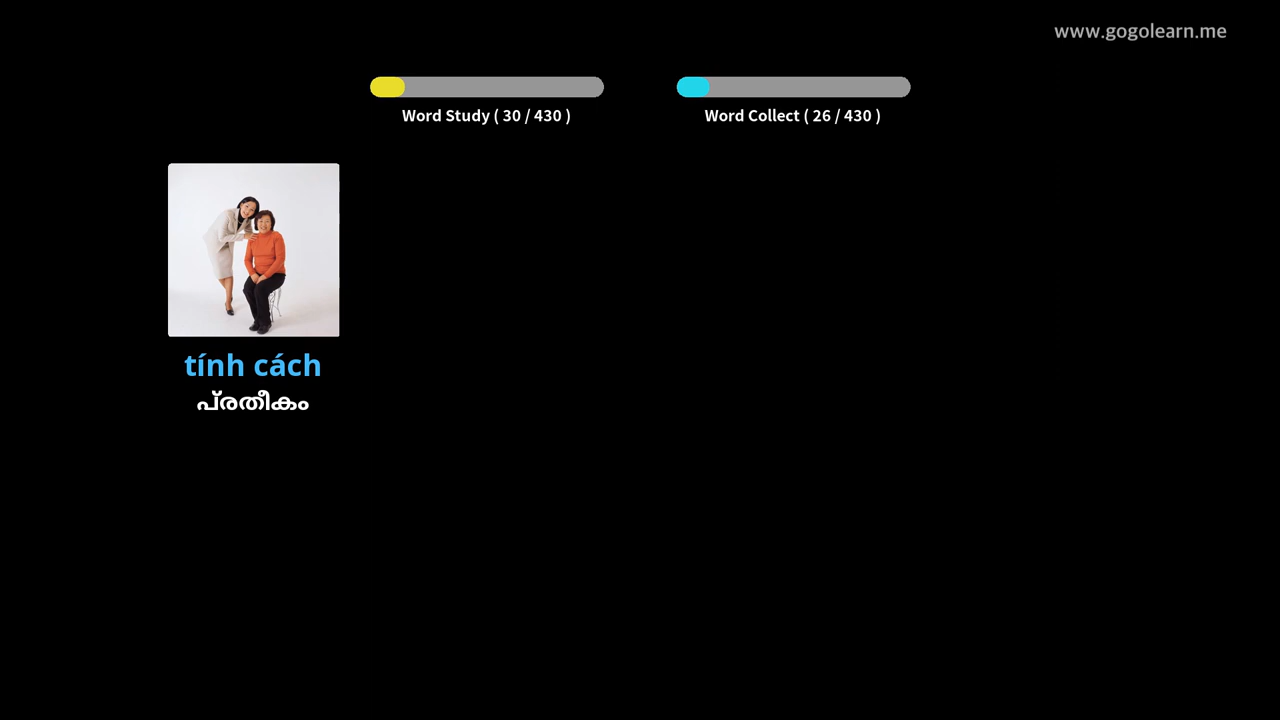 www.gogolearn.me
Word Study ( 30 / 430 )
Word Collect ( 26 / 430 )
tính cách
പ്രതീകം